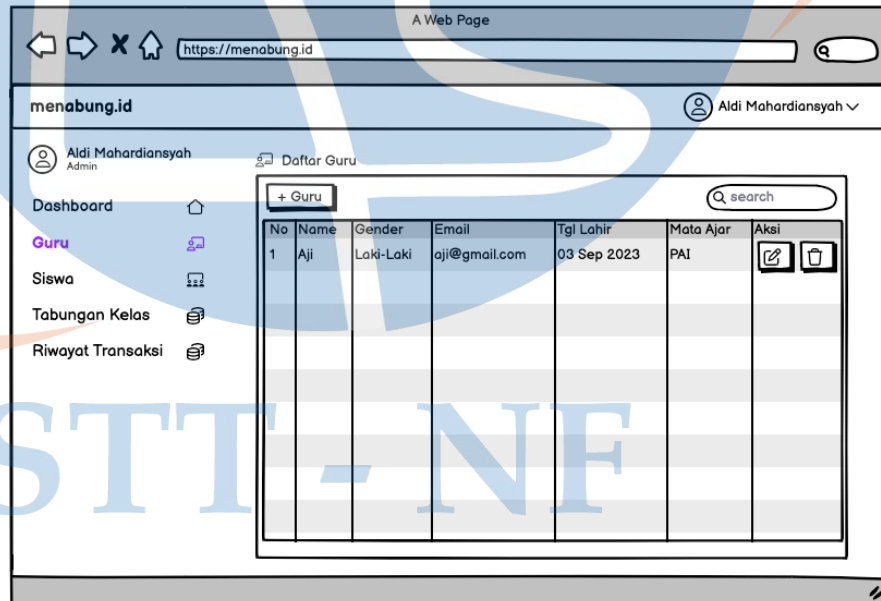 A Web Page
https://menabung.id
menabung.id
Aldi Mahardiansyah
Aldi Mahardiansyah
Admin
Daftar Guru
Dashboard
Guru
Siswa
Tabungan Kelas
Riwayat Transaksi
+ Guru
search
No Name Gender Email Tgl Lahir Mata Ajar Aksi
1 Aji Laki-Laki aji@gmail.com 03 Sep 2023 PAI
STT - NF